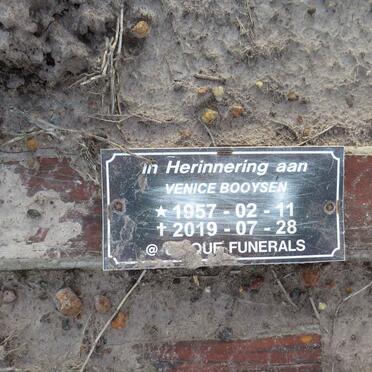 In Herinnering aan
VENICE BOOYSEN
★ 1957 - 02 - 11
✝ 2019 - 07 - 28
@ FUNERALS